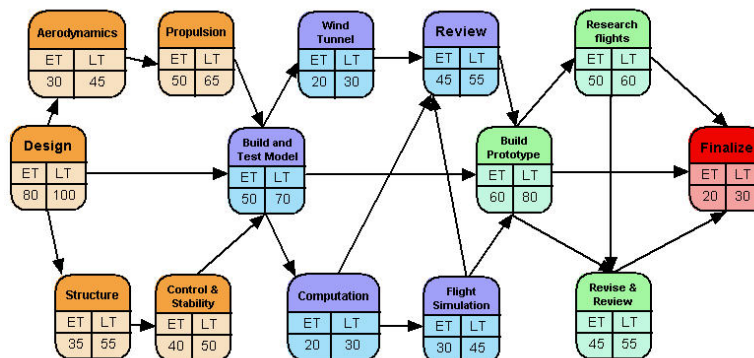 Aerodynamics
ET LT
30 45
Propulsion
ET LT
50 65
Wind
Tunnel
ET LT
20 30
Review
ET LT
45 55
Research
flights
ET LT
50 60
Design
ET LT
80 100
Build and
Test Model
ET LT
50 70
Build
Prototype
ET LT
60 80
Finalize
ET LT
20 30
Structure
ET LT
35 55
Control &
Stability
ET LT
40 50
Computation
ET LT
20 30
Flight
Simulation
ET LT
30 45
Revise &
Review
ET LT
45 55